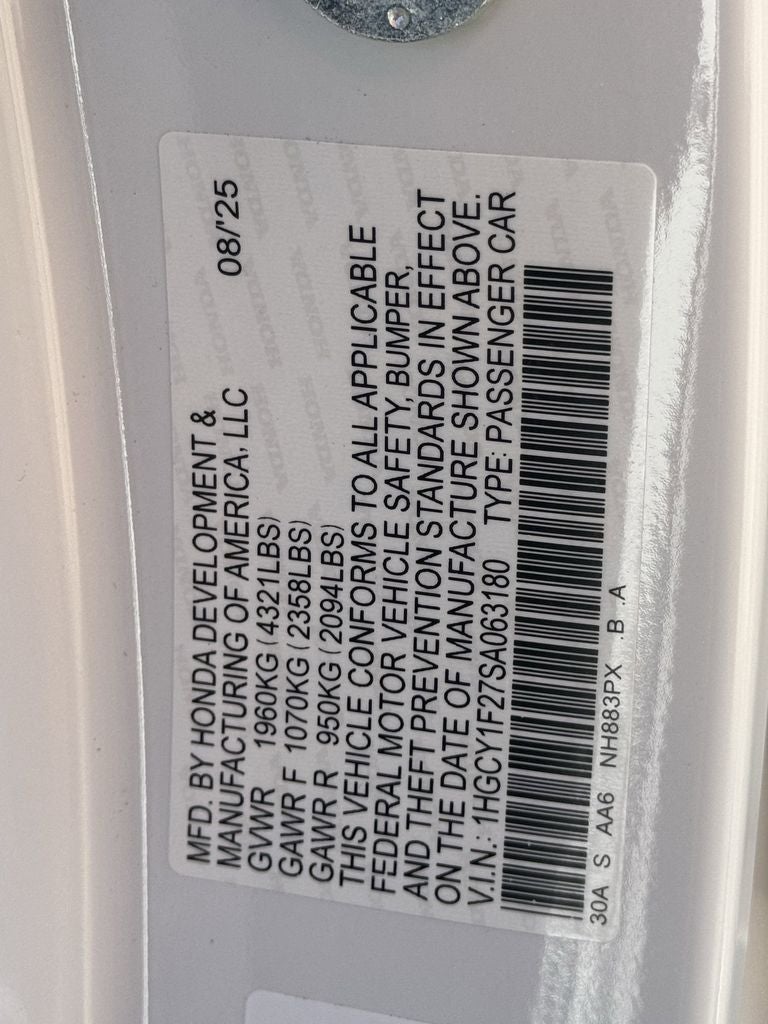 MFD. BY HONDA DEVELOPMENT &
MANUFACTURING OF AMERICA, LLC 08/'25
GVWR 1960KG (4321LBS)
GAWR F 1070KG (2358LBS)
GAWR R 950KG (2094LBS)
THIS VEHICLE CONFORMS TO ALL APPLICABLE
FEDERAL MOTOR VEHICLE SAFETY, BUMPER,
AND THEFT PREVENTION STANDARDS IN EFFECT
ON THE DATE OF MANUFACTURE SHOWN ABOVE.
V.I.N.: 1HGCY1F27SA063180 TYPE: PASSENGER CAR
30A S AA6 NH883PX .B .A